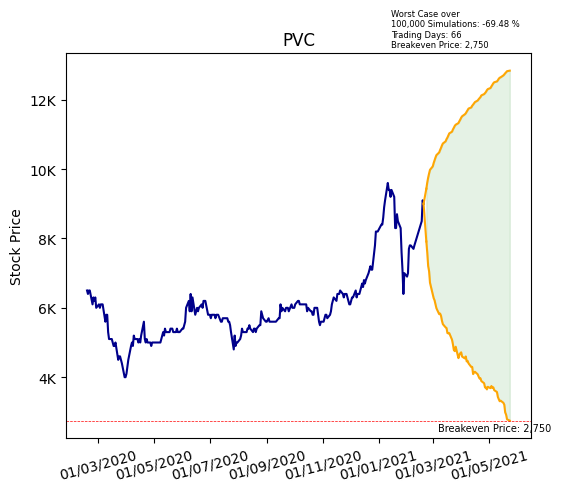 Worst Case over
100,000 Simulations: -69.48 %
Trading Days: 66
Breakeven Price: 2,750
PVC
Stock Price
12K
10K
8K
6K
4K
Breakeven Price: 2,750
01/03/2020
01/05/2020
01/07/2020
01/09/2020
01/11/2020
01/01/2021
01/03/2021
01/05/2021